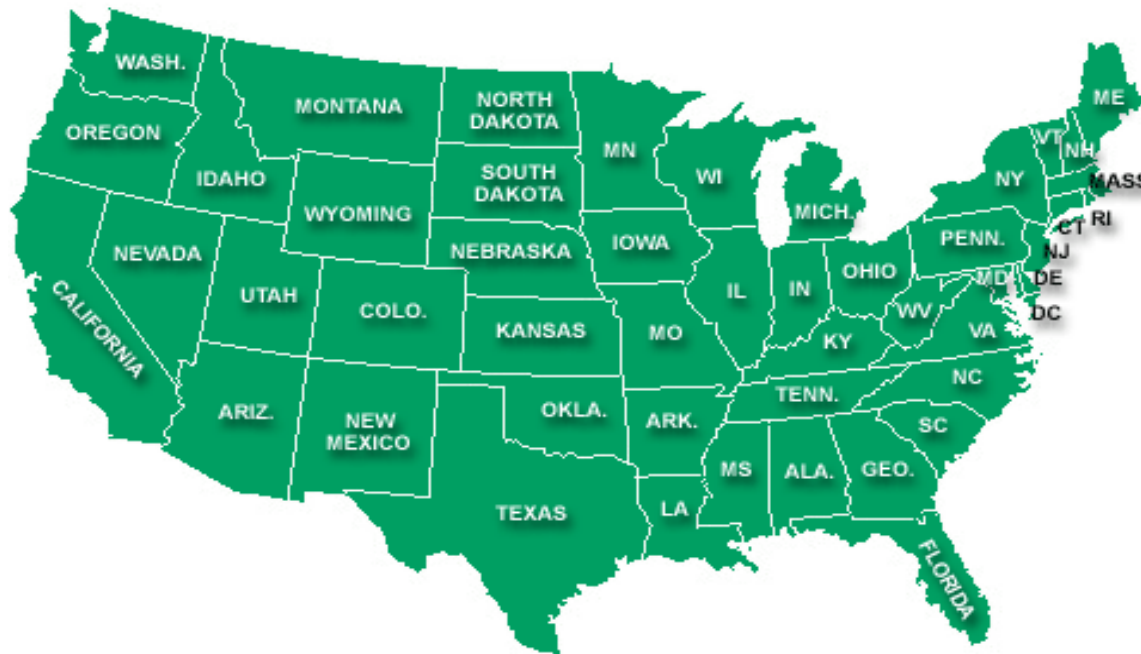 WASH.
MONTANA
NORTH
DAKOTA
ME
OREGON
MN
VT
NH
IDAHO
SOUTH
DAKOTA
WI
NY
MASS
WYOMING
MICH.
RI
CT
NEVADA
NEBRASKA
IOWA
PENN.
NJ
OHIO
MD
DE
UTAH
COLO.
IL
IN
CALIFORNIA
KANSAS
MO
WV
DC
VA
KY
NC
TENN.
ARIZ.
NEW
MEXICO
OKLA.
ARK.
SC
MS
ALA.
GEO.
TEXAS
LA
FLORIDA